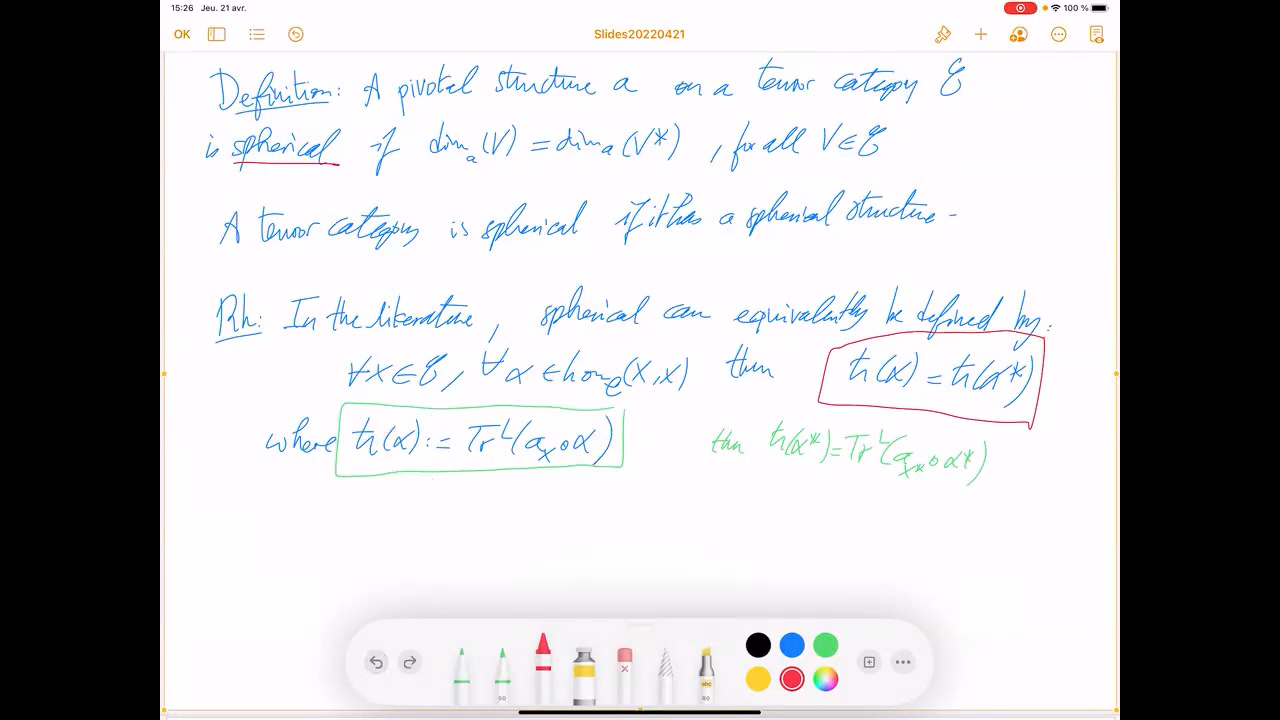 15:26 Jeu. 21 avr.
100 %
OK
Slides20220421
Definition: A pivotal structure a on a tensor category C
is spherical if dim_a(V) = dim_a(V*), for all V ∈ C
A tensor category is spherical if it has a spherical structure.
Rk: In the literature, spherical can equivalently be defined by:
∀X ∈ C, ∀α ∈ hom_C(X,X) then tr(α) = tr(α*)
where tr(α) := Tr^L(a_X ∘ α) then tr(α*) = Tr^L(a_X* ∘ α*)